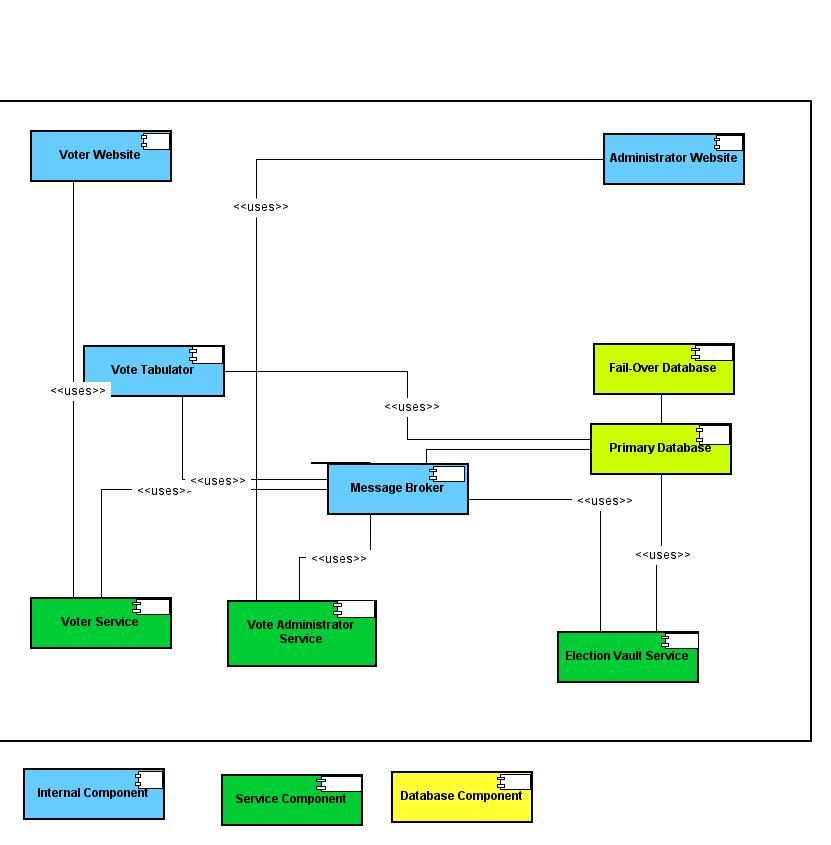 Voter Website
Administrator Website
<<uses>>
Vote Tabulator
Fail-Over Database
<<uses>>
<<uses>>
Primary Database
<<uses>>
Message Broker
<<uses>-
<<uses>>
<<uses>>
<<uses>>
Voter Service
Vote Administrator
Service
Election Vault Service
Internal Component
Service Component
Database Component